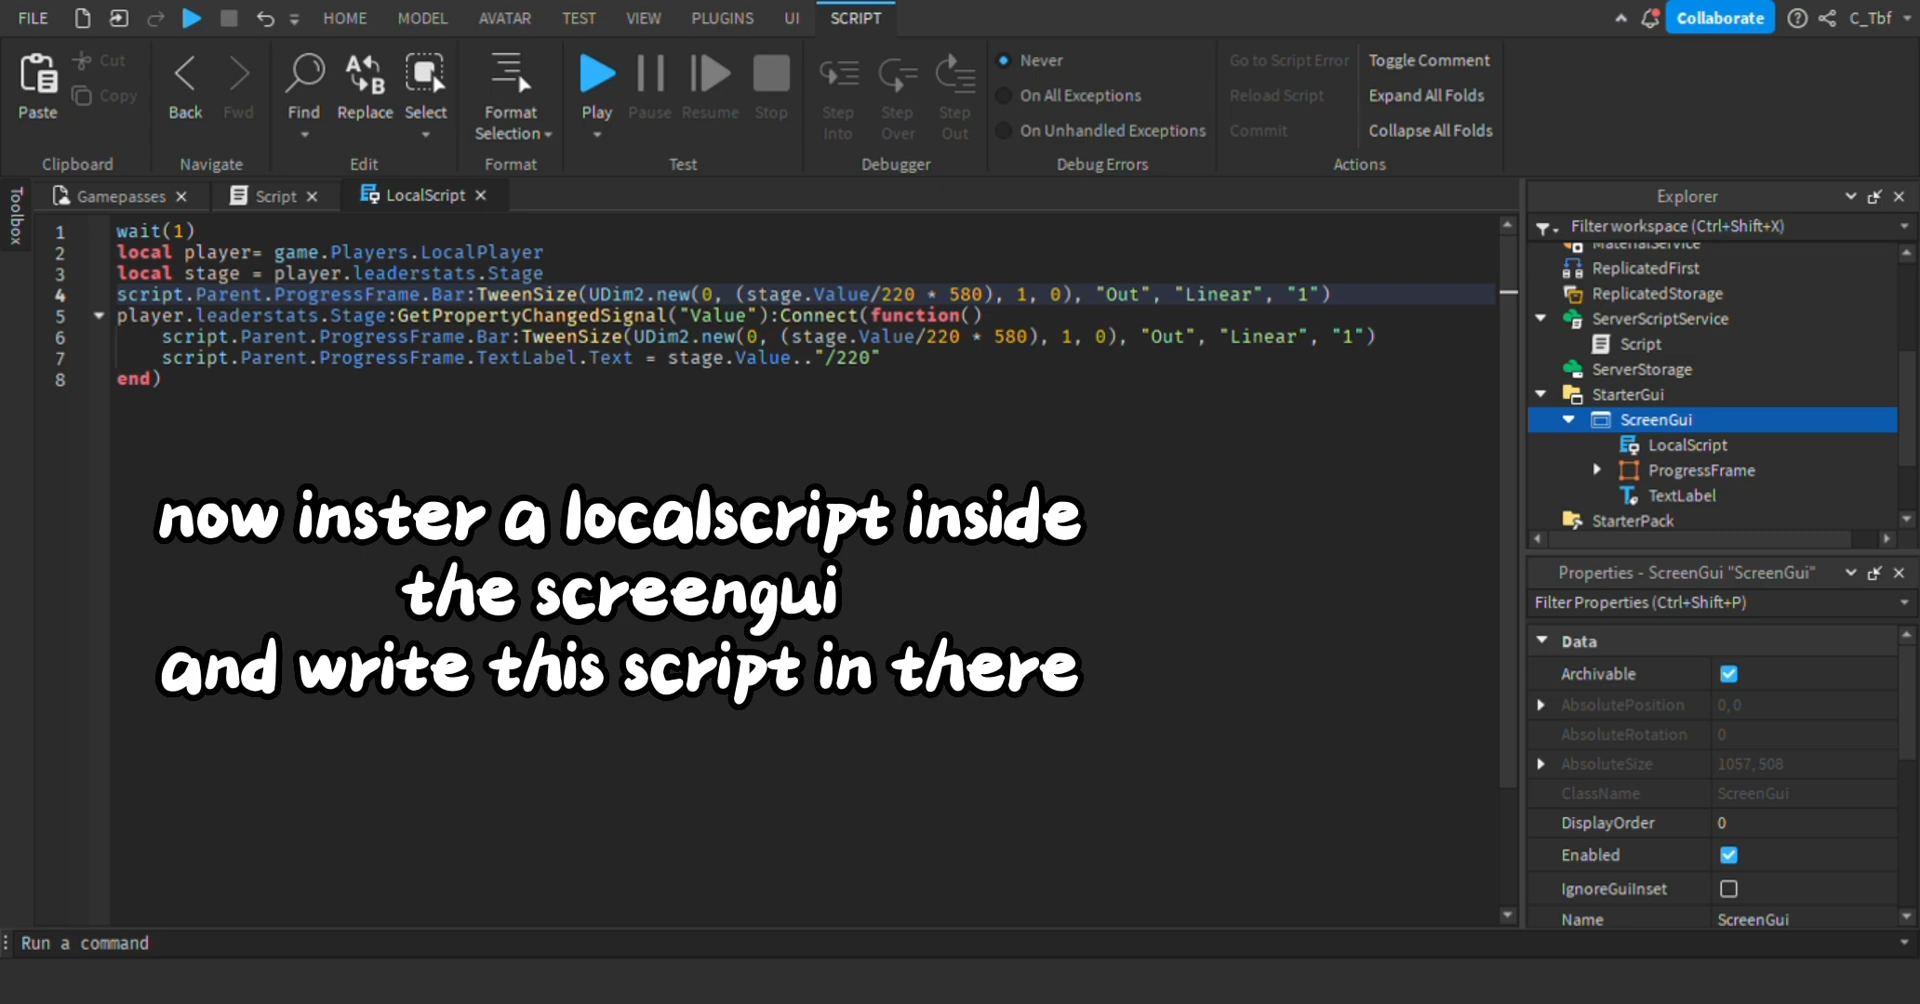 FILE HOME MODEL AVATAR TEST VIEW PLUGINS UI SCRIPT Collaborate C_Tbf
Paste Cut Copy Back Fwd Find Replace Select Format Selection Play Pause Resume Stop Step Into Step Over Step Out
Never
On All Exceptions
On Unhandled Exceptions
Go to Script Error
Reload Script
Commit
Toggle Comment
Expand All Folds
Collapse All Folds
Clipboard Navigate Edit Format Test Debugger Debug Errors Actions
Toolbox
Gamepasses Script LocalScript
1 wait(1)
2 local player= game.Players.LocalPlayer
3 local stage = player.leaderstats.Stage
4 script.Parent.ProgressFrame.Bar:TweenSize(UDim2.new(0, (stage.Value/220 * 580), 1, 0), "Out", "Linear", "1")
5 player.leaderstats.Stage:GetPropertyChangedSignal("Value"):Connect(function()
6 script.Parent.ProgressFrame.Bar:TweenSize(UDim2.new(0, (stage.Value/220 * 580), 1, 0), "Out", "Linear", "1")
7 script.Parent.ProgressFrame.TextLabel.Text = stage.Value.."/220"
8 end)
now inster a localscript inside
the screengui
and write this script in there
Explorer
Filter workspace (Ctrl+Shift+X)
MaterialService
ReplicatedFirst
ReplicatedStorage
ServerScriptService
Script
ServerStorage
StarterGui
ScreenGui
LocalScript
ProgressFrame
TextLabel
StarterPack
Properties - ScreenGui "ScreenGui"
Filter Properties (Ctrl+Shift+P)
Data
Archivable
AbsolutePosition 0, 0
AbsoluteRotation 0
AbsoluteSize 1057, 508
ClassName ScreenGui
DisplayOrder 0
Enabled
IgnoreGuiInset
Name ScreenGui
Run a command